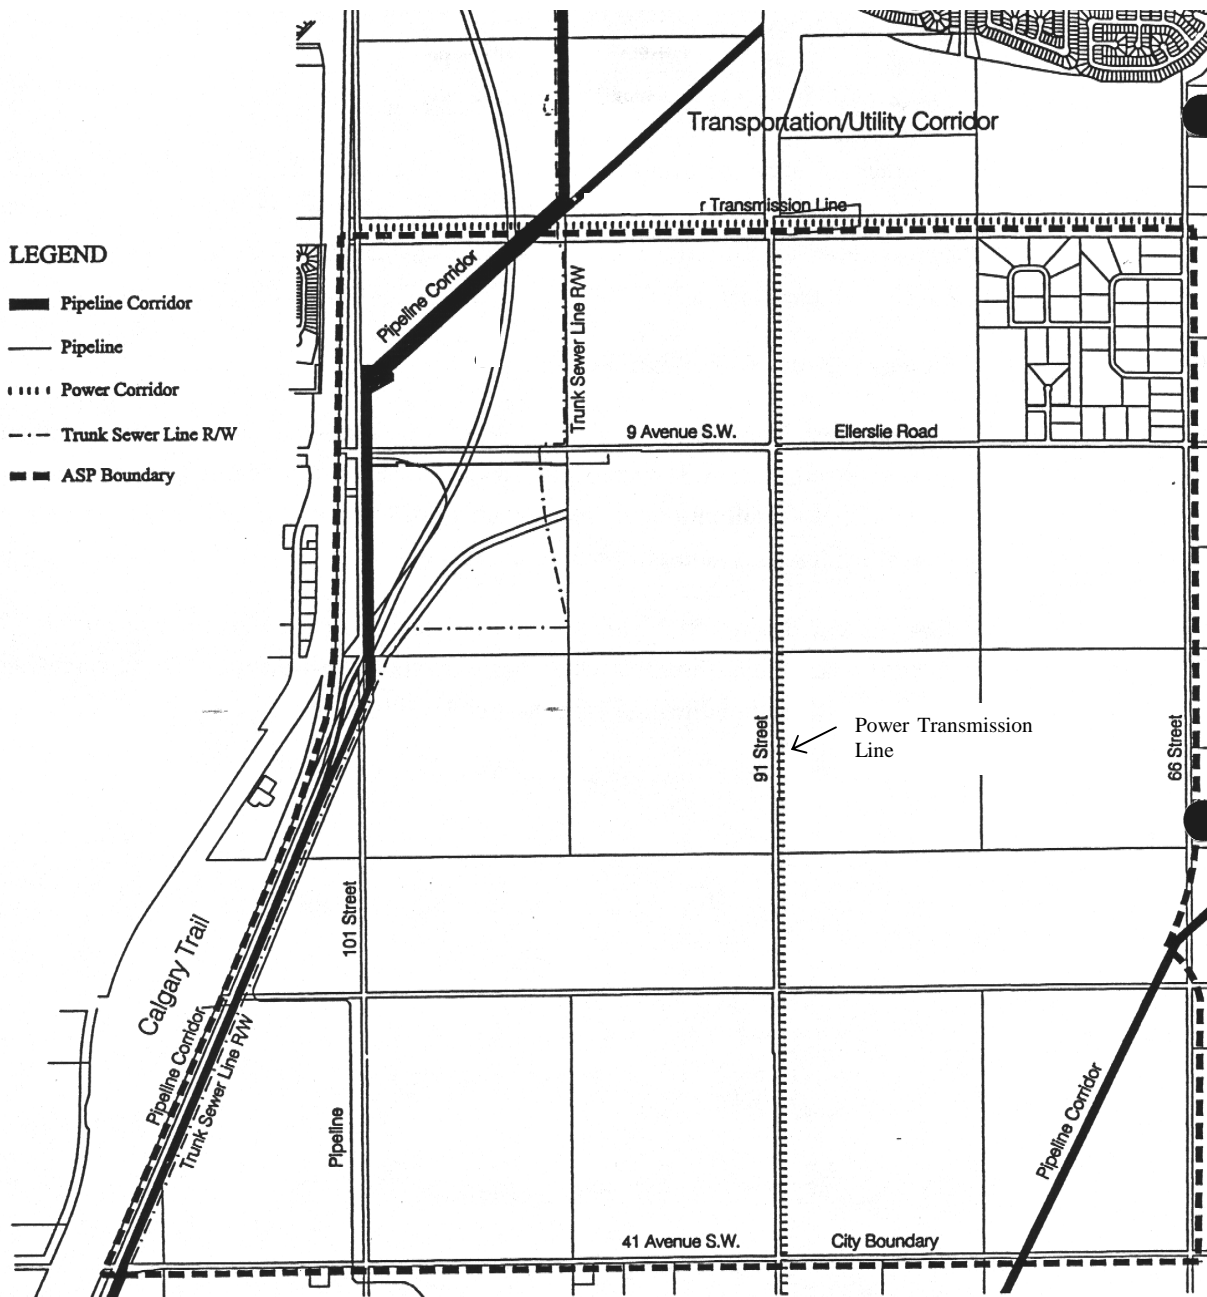 Transportation/Utility Corridor
r Transmission Line
LEGEND
Pipeline Corridor
Pipeline
Power Corridor
Trunk Sewer Line R/W
ASP Boundary
Pipeline Corridor
Trunk Sewer Line R/W
9 Avenue S.W.
Ellerslie Road
91 Street
Power Transmission
Line
66 Street
101 Street
Calgary Trail
Pipeline Corridor
Trunk Sewer Line R/W
Pipeline
Pipeline Corridor
41 Avenue S.W.
City Boundary